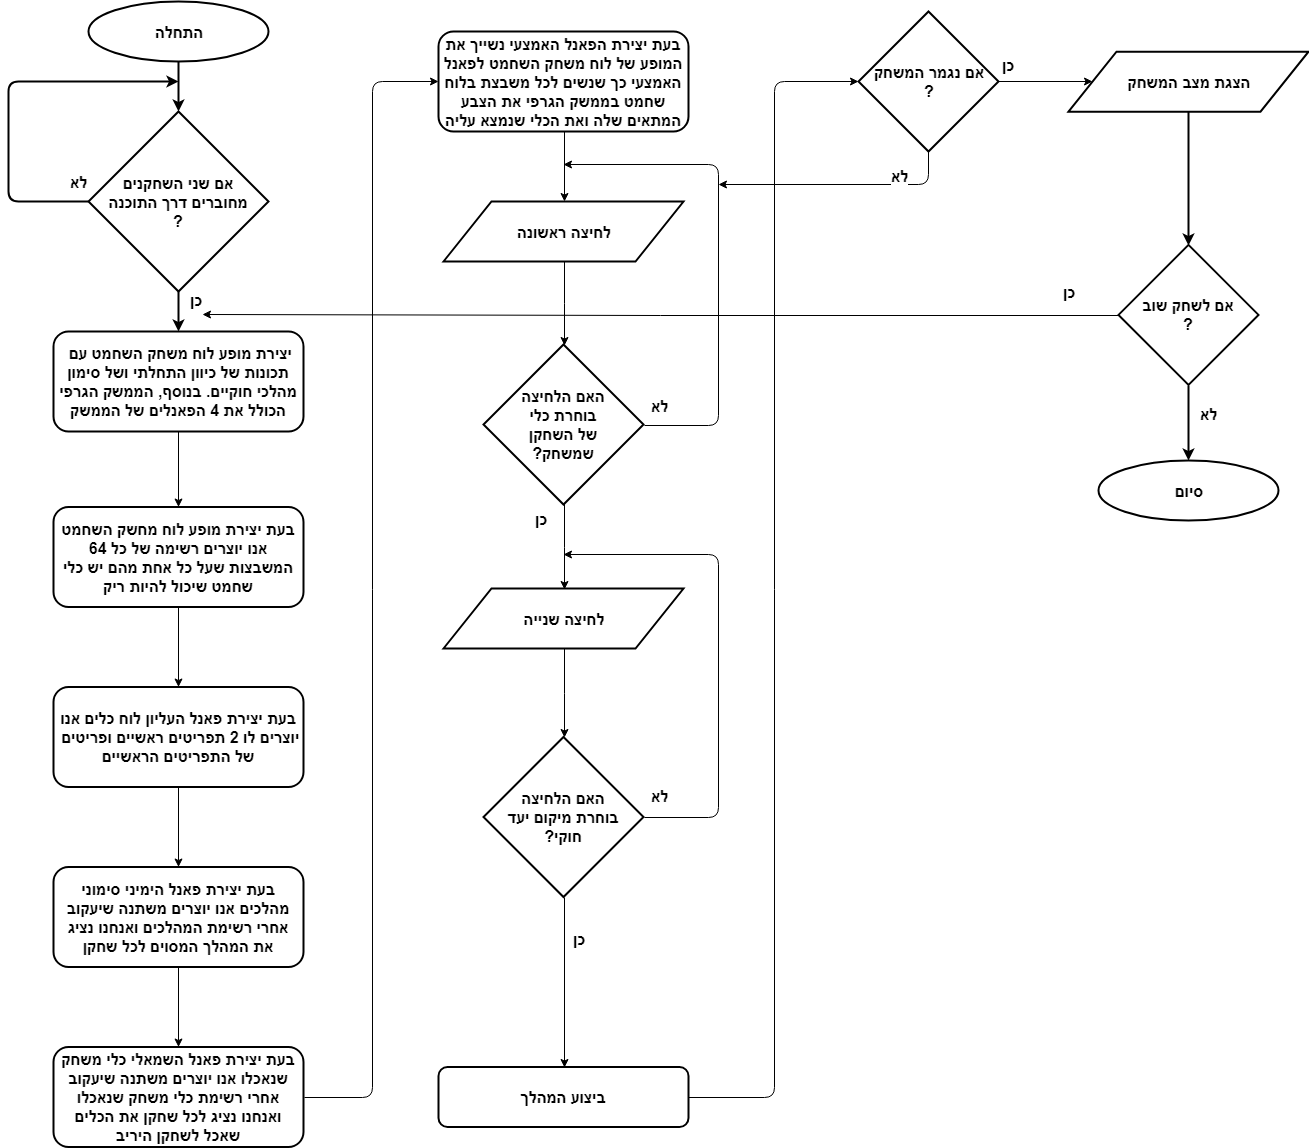 התחלה
אם שני השחקנים
מחוברים דרך התוכנה
?
לא
כן
יצירת מופע לוח משחק השחמט עם
תכונות של כיוון התחלתי ושל סימון
מהלכי חוקיים. בנוסף, הממשק הגרפי
הכולל את 4 הפאנלים של הממשק
בעת יצירת מופע לוח מחשק השחמט
אנו יוצרים רשימה של כל 64
המשבצות שעל כל אחת מהם יש כלי
שחמט שיכול להיות ריק
בעת יצירת פאנל העליון לוח כלים אנו
יוצרים לו 2 תפריטים ראשיים ופריטים
של התפריטים הראשיים
בעת יצירת פאנל הימיני סימוני
מהלכים אנו יוצרים משתנה שיעקוב
אחרי רשימת המהלכים ואנחנו נציג
את המהלך המסוים לכל שחקן
בעת יצירת פאנל השמאלי כלי משחק
שנאכלו אנו יוצרים משתנה שיעקוב
אחרי רשימת כלי משחק שנאכלו
ואנחנו נציג לכל שחקן את הכלים
שאכל לשחקן היריב
בעת יצירת הפאנל האמצעי נשייך את
המופע של לוח משחק השחמט לפאנל
האמצעי כך שנשים לכל משבצת בלוח
שחמט בממשק הגרפי את הצבע
המתאים שלה ואת הכלי שנמצא עליה
לחיצה ראשונה
האם הלחיצה
בוחרת כלי
של השחקן
שמשחק?
לא
כן
לחיצה שנייה
האם הלחיצה
בוחרת מיקום יעד
חוקי?
לא
כן
ביצוע המהלך
אם נגמר המשחק
?
כן
לא
הצגת מצב המשחק
אם לשחק שוב
?
כן
לא
סיום